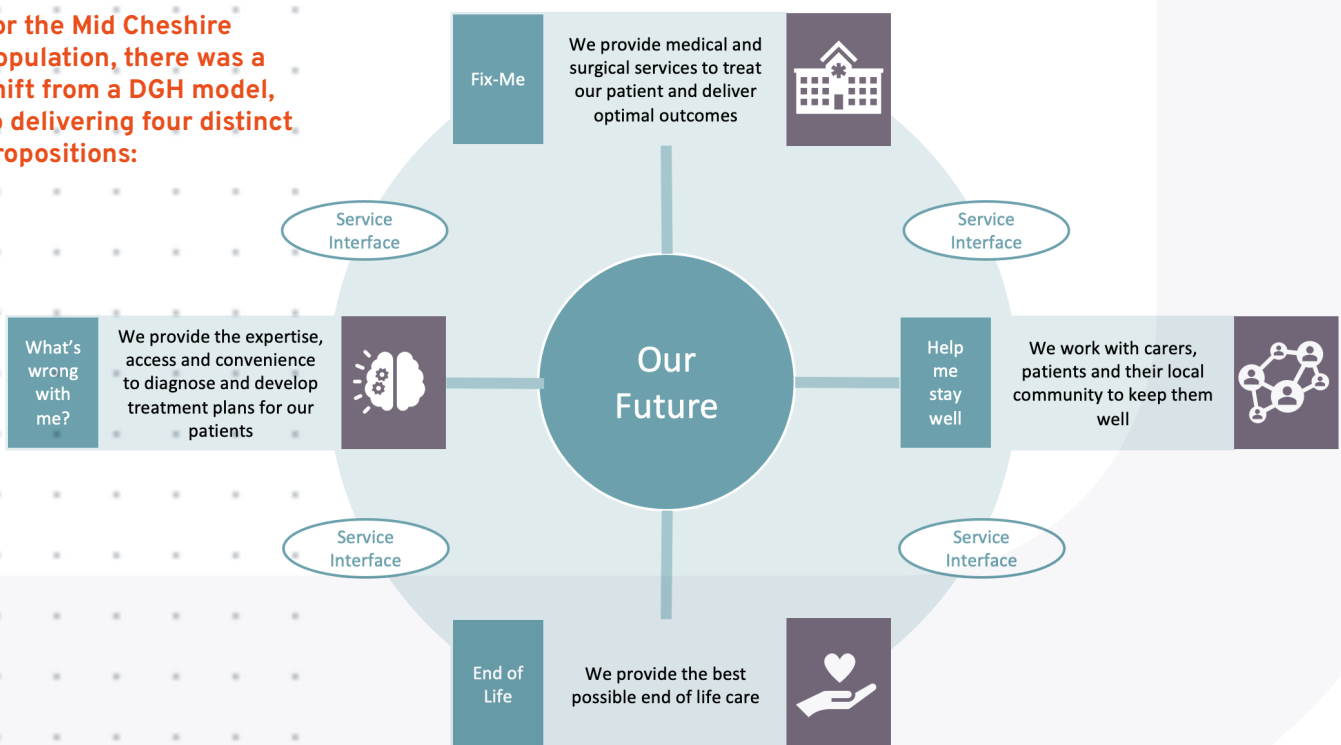 or the Mid Cheshire
opulation, there was a
hift from a DGH model,
o delivering four distinct
ropositions:
Fix-Me
We provide medical and
surgical services to treat
our patient and deliver
optimal outcomes
Service
Interface
Service
Interface
What's
wrong
with
me?
We provide the expertise,
access and convenience
to diagnose and develop
treatment plans for our
patients
Our
Future
Help
me
stay
well
We work with carers,
patients and their local
community to keep them
well
Service
Interface
Service
Interface
End of
Life
We provide the best
possible end of life care